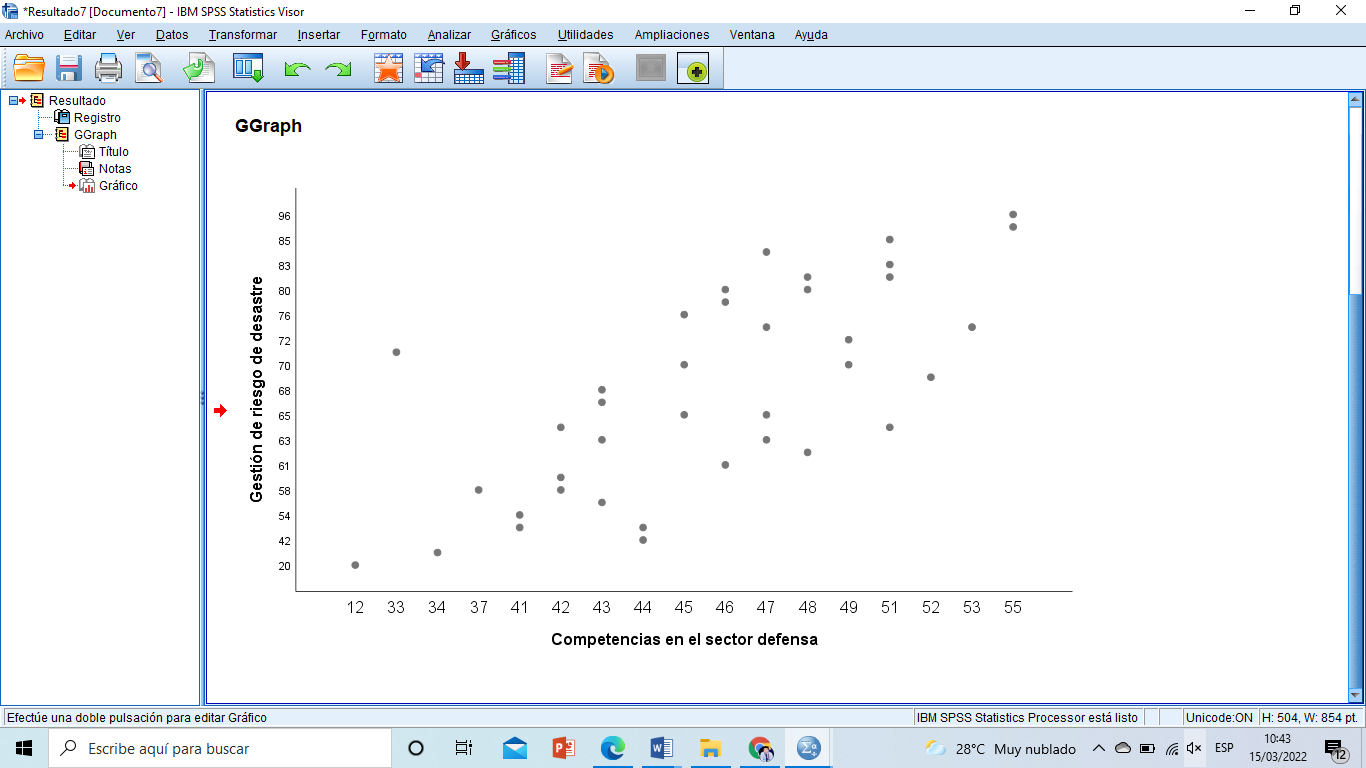 *Resultado7 [Documento7] - IBM SPSS Statistics Visor
Archivo Editar Ver Datos Transformar Insertar Formato Analizar Gráficos Utilidades Ampliaciones Ventana Ayuda
Resultado
Registro
GGraph
Título
Notas
Gráfico
GGraph
Gestión de riesgo de desastre
96
85
83
80
76
72
70
68
65
63
61
58
54
42
20
12 33 34 37 41 42 43 44 45 46 47 48 49 51 52 53 55
Competencias en el sector defensa
Efectúe una doble pulsación para editar Gráfico
IBM SPSS Statistics Processor está listo
Unicode:ON
H: 504, W: 854 pt.
Escribe aquí para buscar
28°C Muy nublado
ESP
10:43
15/03/2022
12